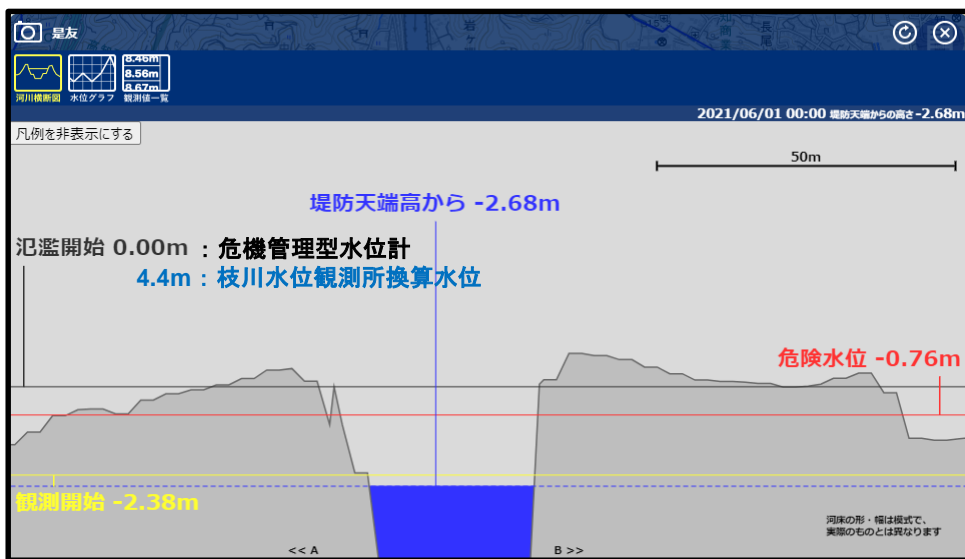 是友
8.46m
8.56m
8.67m
河川横断図 水位グラフ 観測値一覧
2021/06/01 00:00 堤防天端からの高さ-2.68m
凡例を非表示にする
50m
堤防天端高から -2.68m
氾濫開始 0.00m : 危機管理型水位計
4.4m : 枝川水位観測所換算水位
危険水位 -0.76m
観測開始 -2.38m
河床の形・幅は模式で、
実際のものとは異なります
<< A
B >>